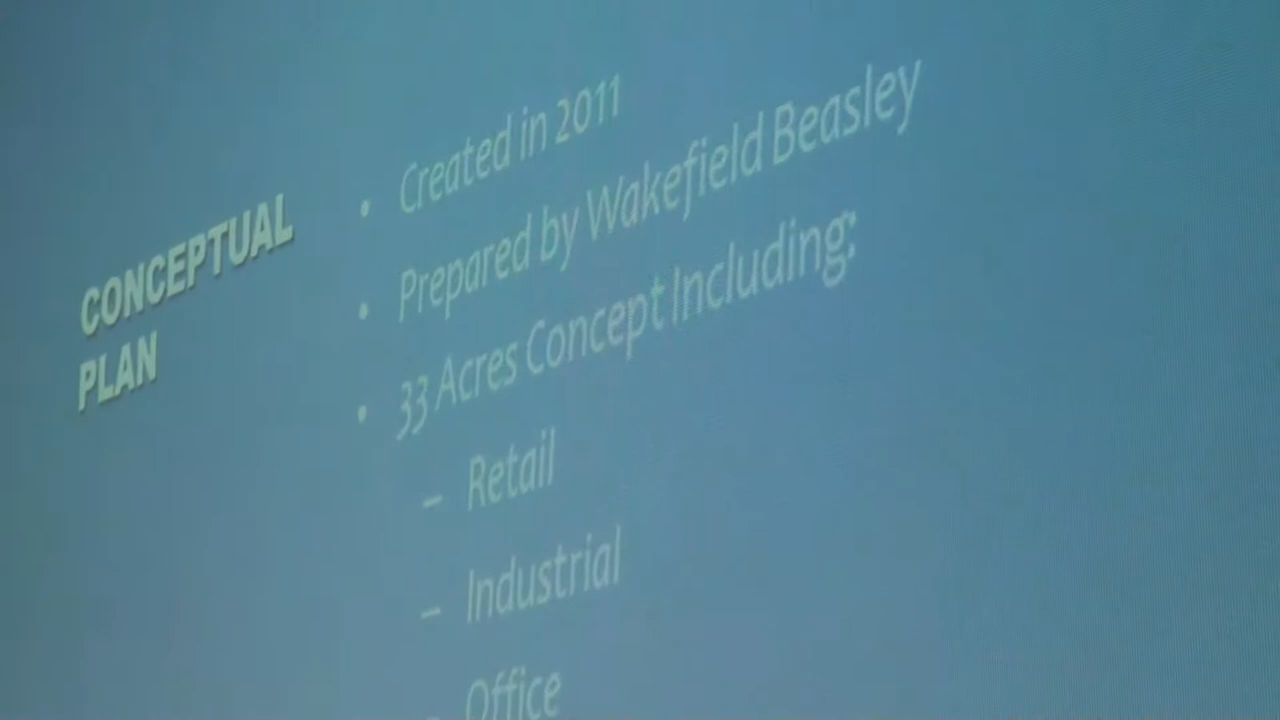 CONCEPTUAL
PLAN
• Created in 2011
• Prepared by Wakefield Beasley
• 33 Acres Concept Including:
– Retail
– Industrial
– Office